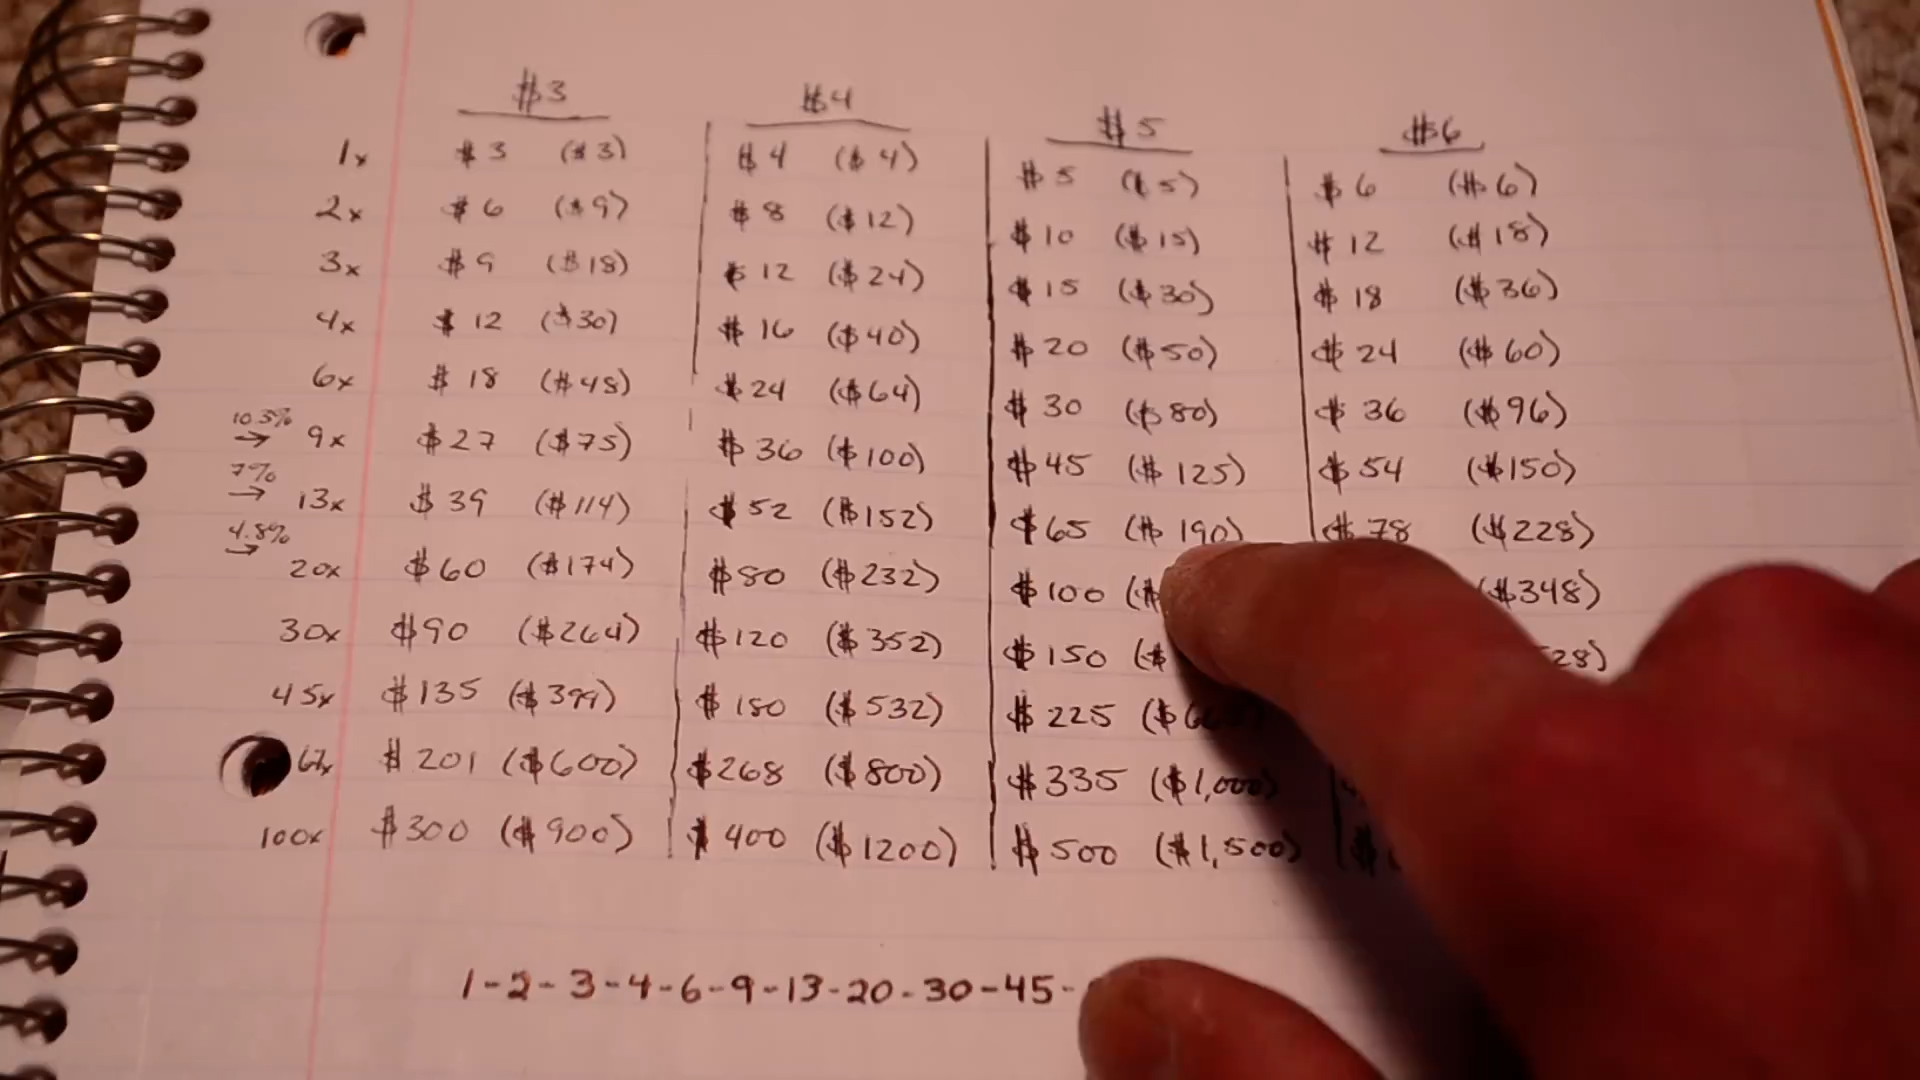 $3 $4 $5 $6
1x $3 ($3) $4 ($4) $5 ($5) $6 ($6)
2x $6 ($9) $8 ($12) $10 ($15) $12 ($18)
3x $9 ($18) $12 ($24) $15 ($30) $18 ($36)
4x $12 ($30) $16 ($40) $20 ($50) $24 ($60)
6x $18 ($48) $24 ($64) $30 ($80) $36 ($96)
10.3% → 9x $27 ($75) $36 ($100) $45 ($125) $54 ($150)
7% → 13x $39 ($114) $52 ($152) $65 ($190) $78 ($228)
4.8% → 20x $60 ($174) $80 ($232) $100 ($ ($348)
30x $90 ($264) $120 ($352) $150 ($ 28)
45x $135 ($399) $180 ($532) $225 ($
67x $201 ($600) $268 ($800) $335 ($1,000)
100x $300 ($900) $400 ($1200) $500 ($1,500)
1-2-3-4-6-9-13-20-30-45-